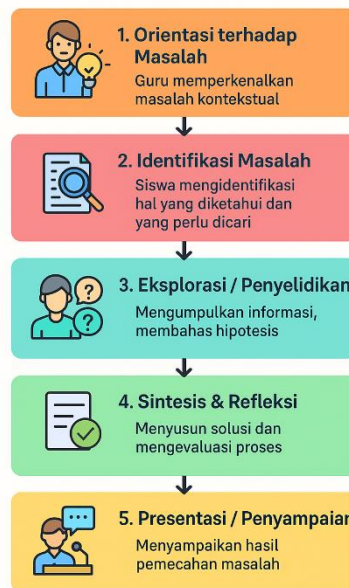 1. Orientasi terhadap
Masalah
Guru memperkenalkan
masalah kontekstual
2. Identifikasi Masalah
Siswa mengidentifikasi
hal yang diketahui dan
yang perlu dicari
3. Eksplorasi / Penyelidikan
Mengumpulkan informasi,
membahas hipotesis
4. Sintesis & Refleksi
Menyusun solusi dan
mengevaluasi proses
5. Presentasi / Penyampaian
Menyampaikan hasil
pemecahan masalah